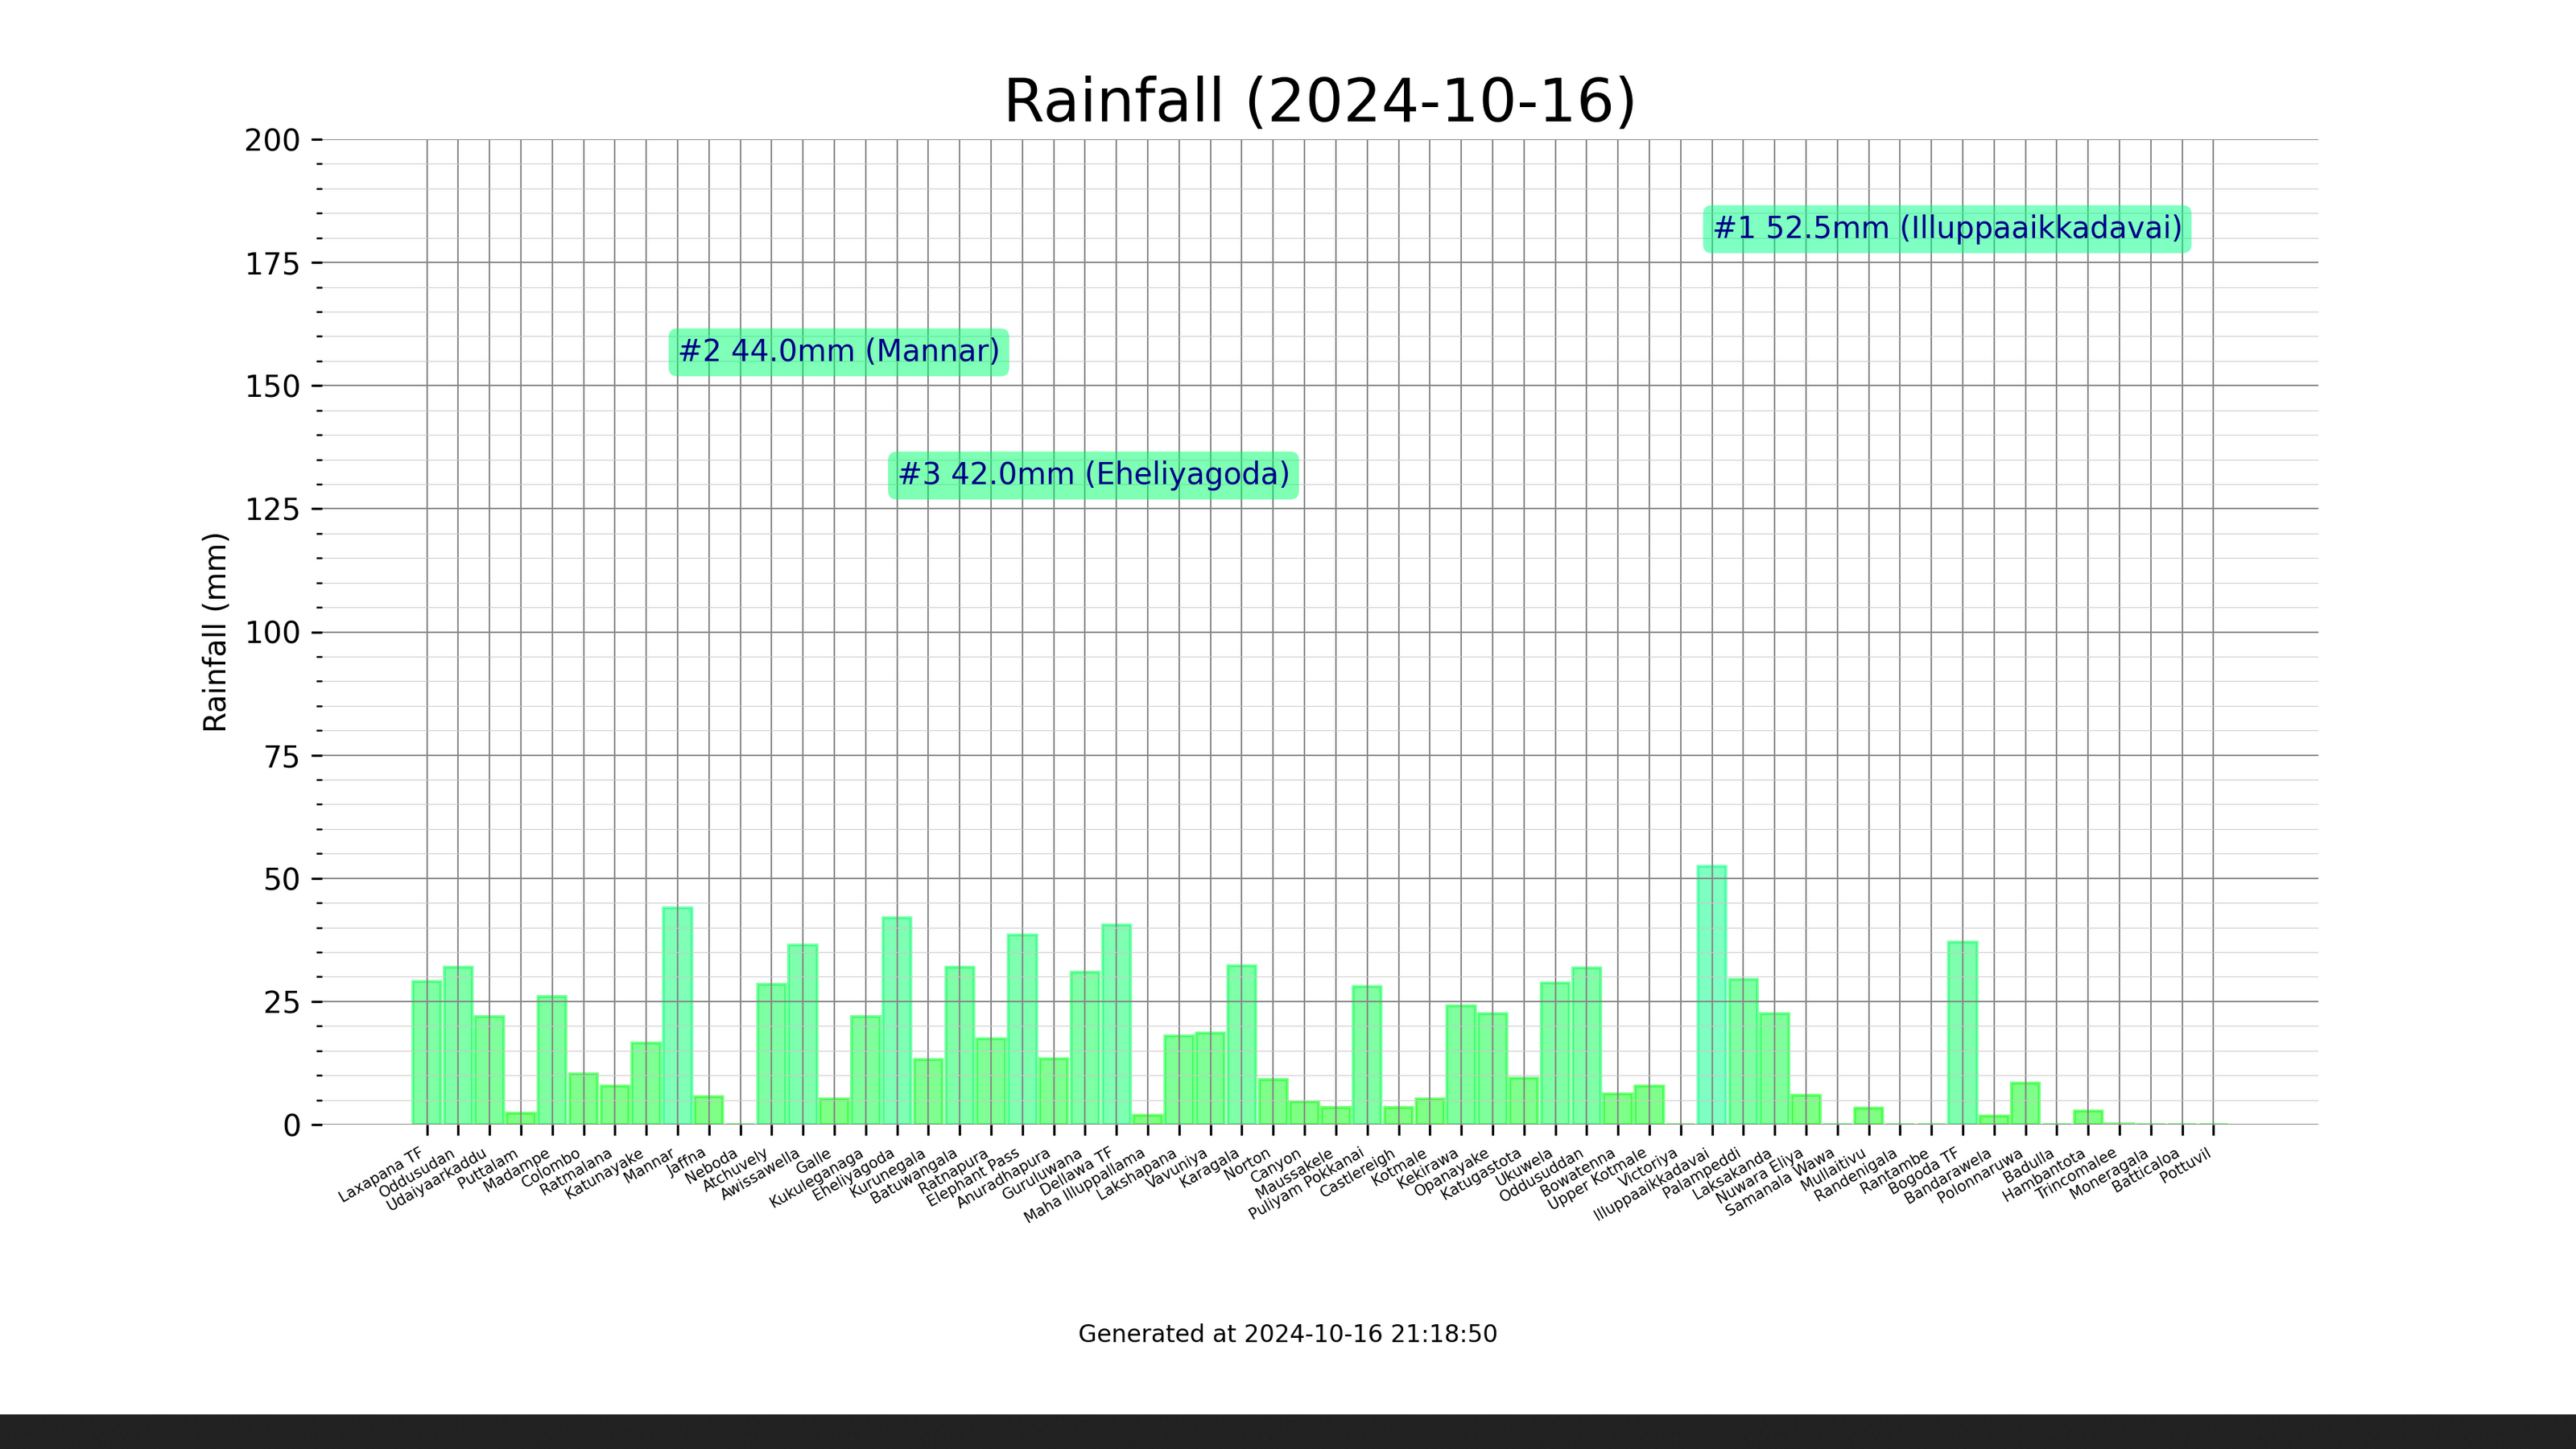 Rainfall (2024-10-16)
200
175
150
125
100
75
50
25
0
Rainfall (mm)
#1 52.5mm (Illuppaaikkadavai)
#2 44.0mm (Mannar)
#3 42.0mm (Eheliyagoda)
Laxapana TF
Oddusudan
Udaiyaarkaddu
Puttalam
Madampe
Colombo
Ratmalana
Katunayake
Mannar
Jaffna
Neboda
Atchuvely
Awissawella
Galle
Kukuleganaga
Eheliyagoda
Kurunegala
Batuwangala
Ratnapura
Elephant Pass
Anuradhapura
Guruluwana
Dellawa TF
Maha Illuppallama
Lakshapana
Vavuniya
Karagala
Norton
Canyon
Maussakele
Puliyam Pokkanai
Castlereigh
Kotmale
Kekirawa
Opanayake
Katugastota
Ukuwela
Oddusuddan
Bowatenna
Upper Kotmale
Victoriya
Illuppaaikkadavai
Palampeddi
Laksakanda
Nuwara Eliya
Samanala Wawa
Mullaitivu
Randenigala
Rantambe
Bogoda TF
Bandarawela
Polonnaruwa
Badulla
Hambantota
Trincomalee
Moneragala
Batticaloa
Pottuvil
Generated at 2024-10-16 21:18:50